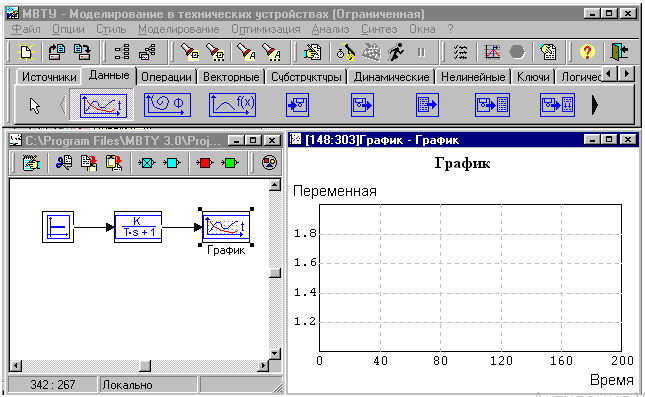 МВТУ - Моделирование в технических устройствах (Ограниченная)
Файл Опции Стиль Моделирование Оптимизация Анализ Синтез Окна ?
Источники Данные Операции Векторные Субструктуры Динамические Нелинейные Ключи Логичес
t Φ f(x)
C:\Program Files\MBTY 3.0\Proj...
K
T•s + 1
t
График
342 : 267 Локально
[148:303]График - График
График
Переменная
1.8
1.6
1.4
1.2
0 40 80 120 160 200
Время